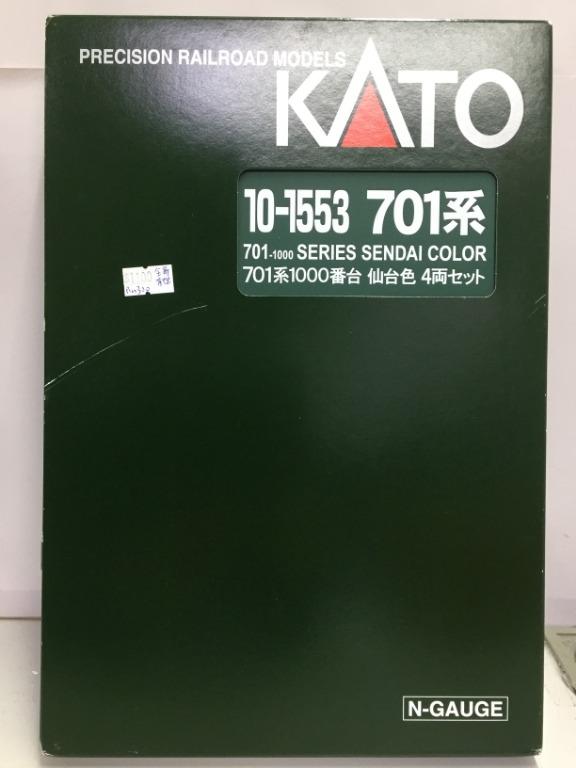 PRECISION RAILROAD MODELS
KATO
10-1553 701系
701-1000 SERIES SENDAI COLOR
701系1000番台 仙台色 4両セット
N-GAUGE